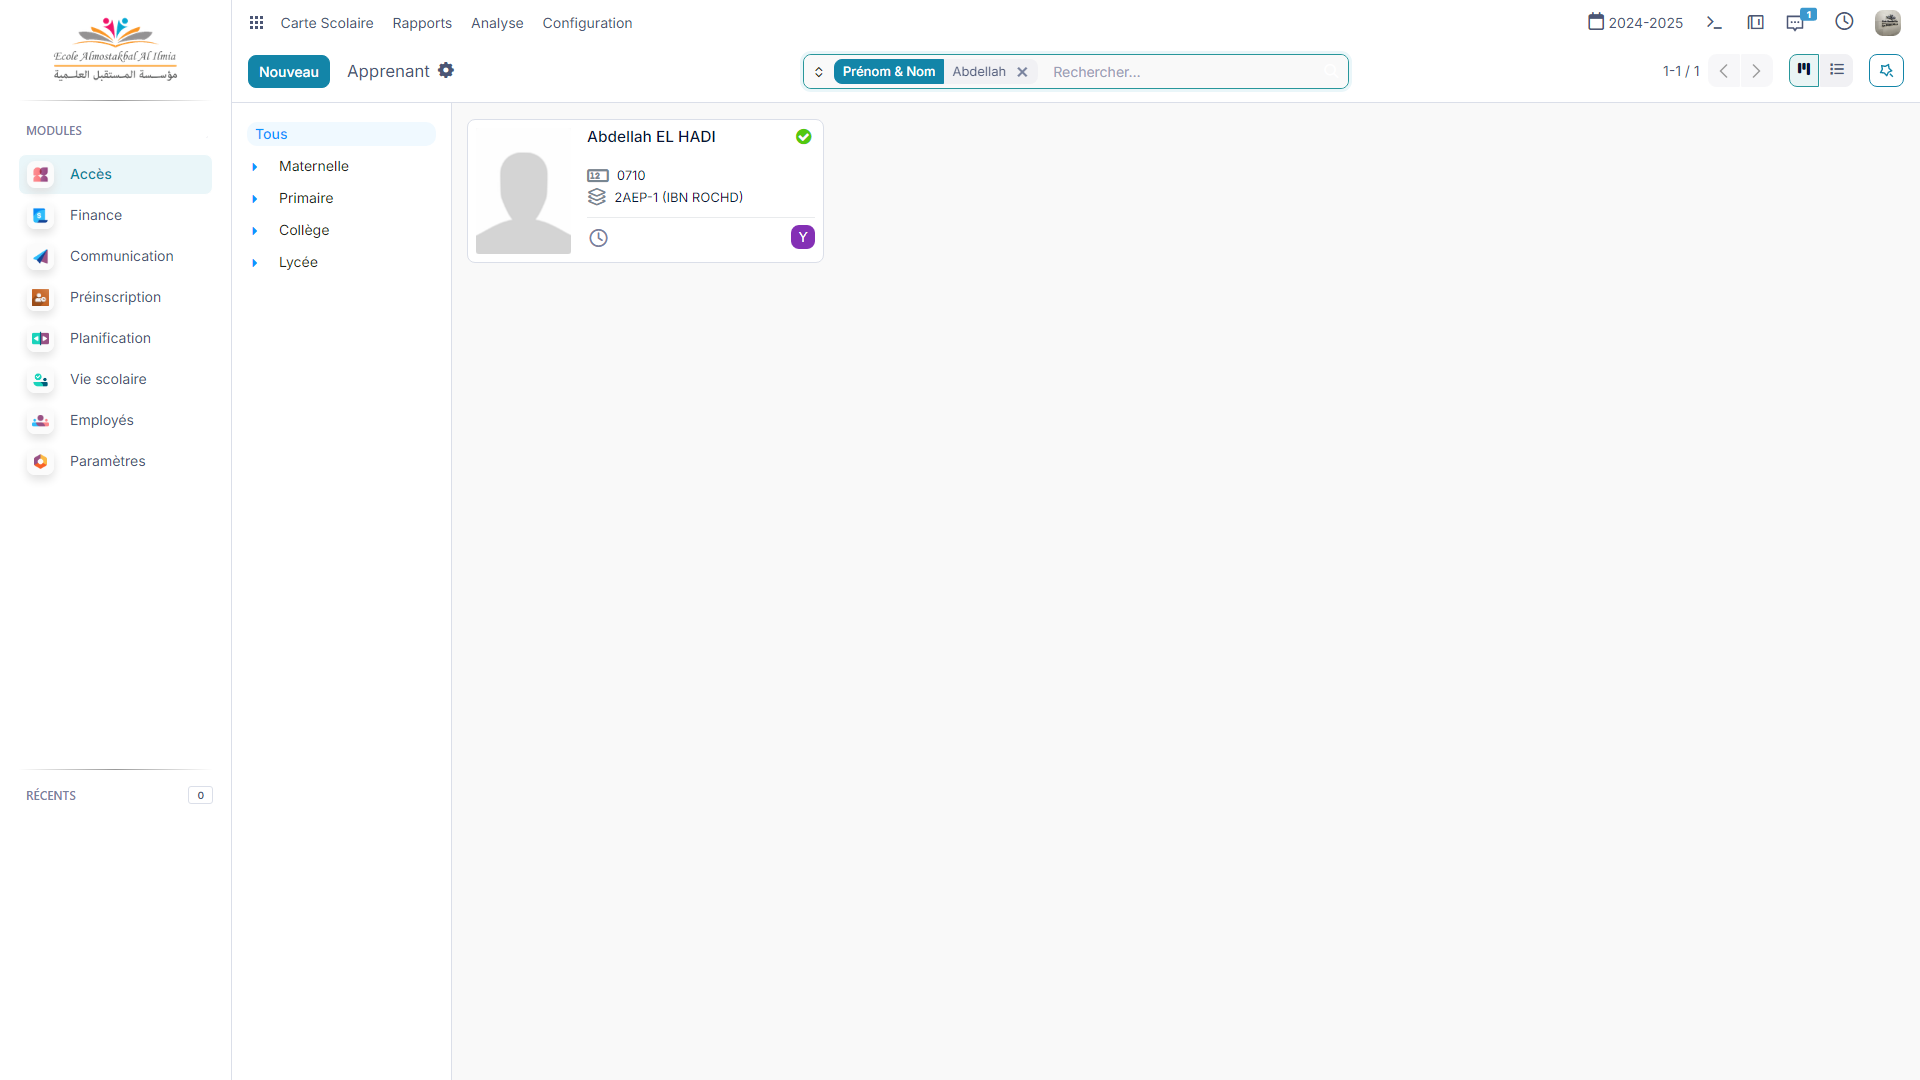 Ecole Almostakbal Al Ilmia
مؤسسة المستقبل العلمية
MODULES
Accès
Finance
Communication
Préinscription
Planification
Vie scolaire
Employés
Paramètres
RÉCENTS 0
Carte Scolaire Rapports Analyse Configuration
2024-2025 1
Nouveau Apprenant
Prénom & Nom Abdellah Rechercher...
1-1 / 1
Tous
Maternelle
Primaire
Collège
Lycée
Abdellah EL HADI
12 0710
2AEP-1 (IBN ROCHD)
Y